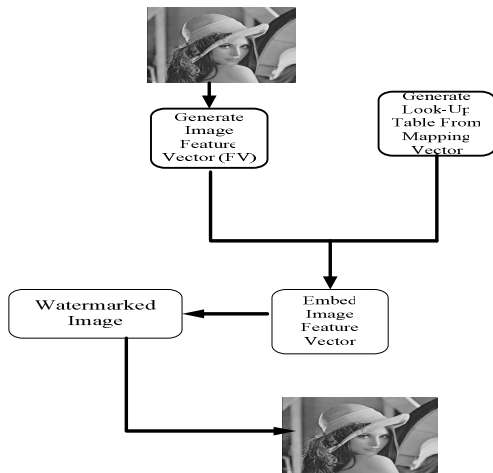 Generate
Image
Feature
Vector (FV)
Generate
Look-Up
Table From
Mapping
Vector
Watermarked
Image
Embed
Image
Feature
Vector